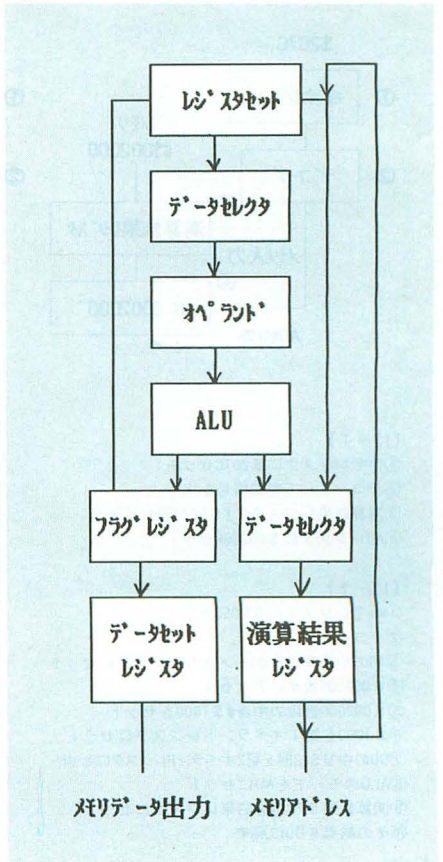 レジスタセット
データセレクタ
オペランド
ALU
フラグレジスタ
データセレクタ
データセット
レジスタ
演算結果
レジスタ
メモリデータ出力
メモリアドレス